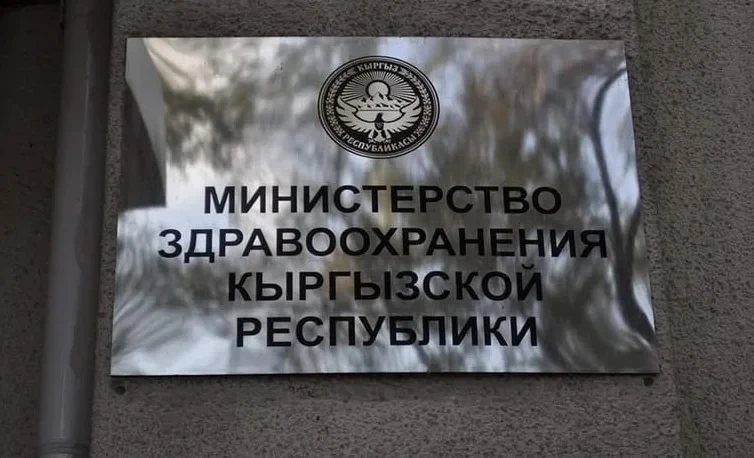 КЫРГЫЗ
РЕСПУБЛИКАСЫ
МИНИСТЕРСТВО
ЗДРАВООХРАНЕНИЯ
КЫРГЫЗСКОЙ
РЕСПУБЛИКИ